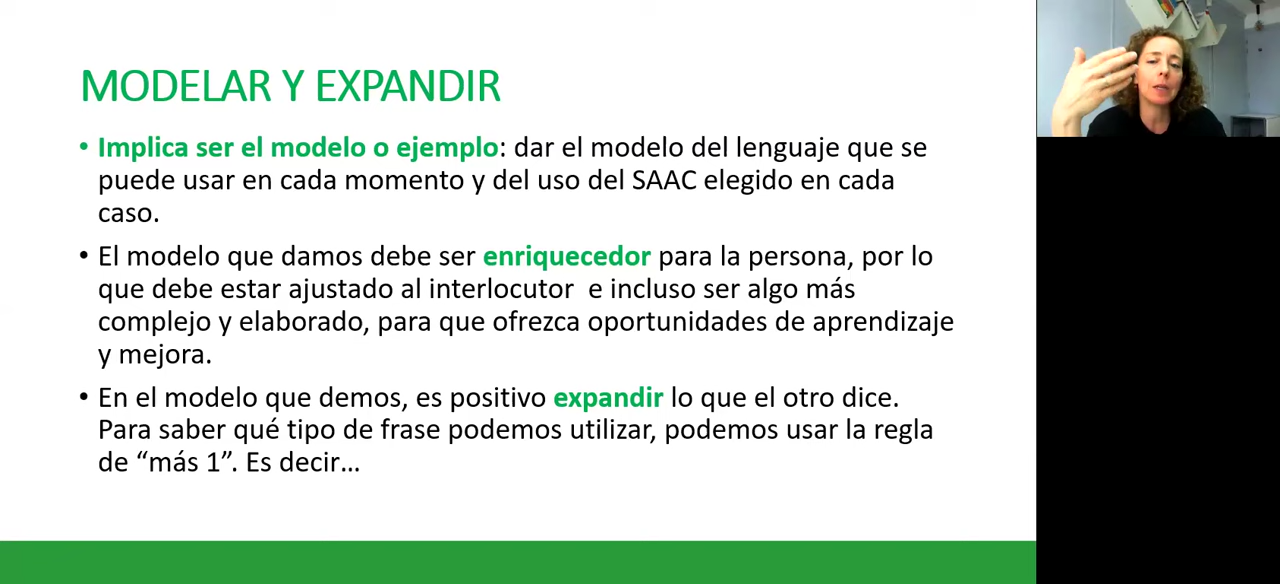 MODELAR Y EXPANDIR
• Implica ser el modelo o ejemplo: dar el modelo del lenguaje que se
puede usar en cada momento y del uso del SAAC elegido en cada
caso.
• El modelo que damos debe ser enriquecedor para la persona, por lo
que debe estar ajustado al interlocutor e incluso ser algo más
complejo y elaborado, para que ofrezca oportunidades de aprendizaje
y mejora.
• En el modelo que demos, es positivo expandir lo que el otro dice.
Para saber qué tipo de frase podemos utilizar, podemos usar la regla
de “más 1”. Es decir…